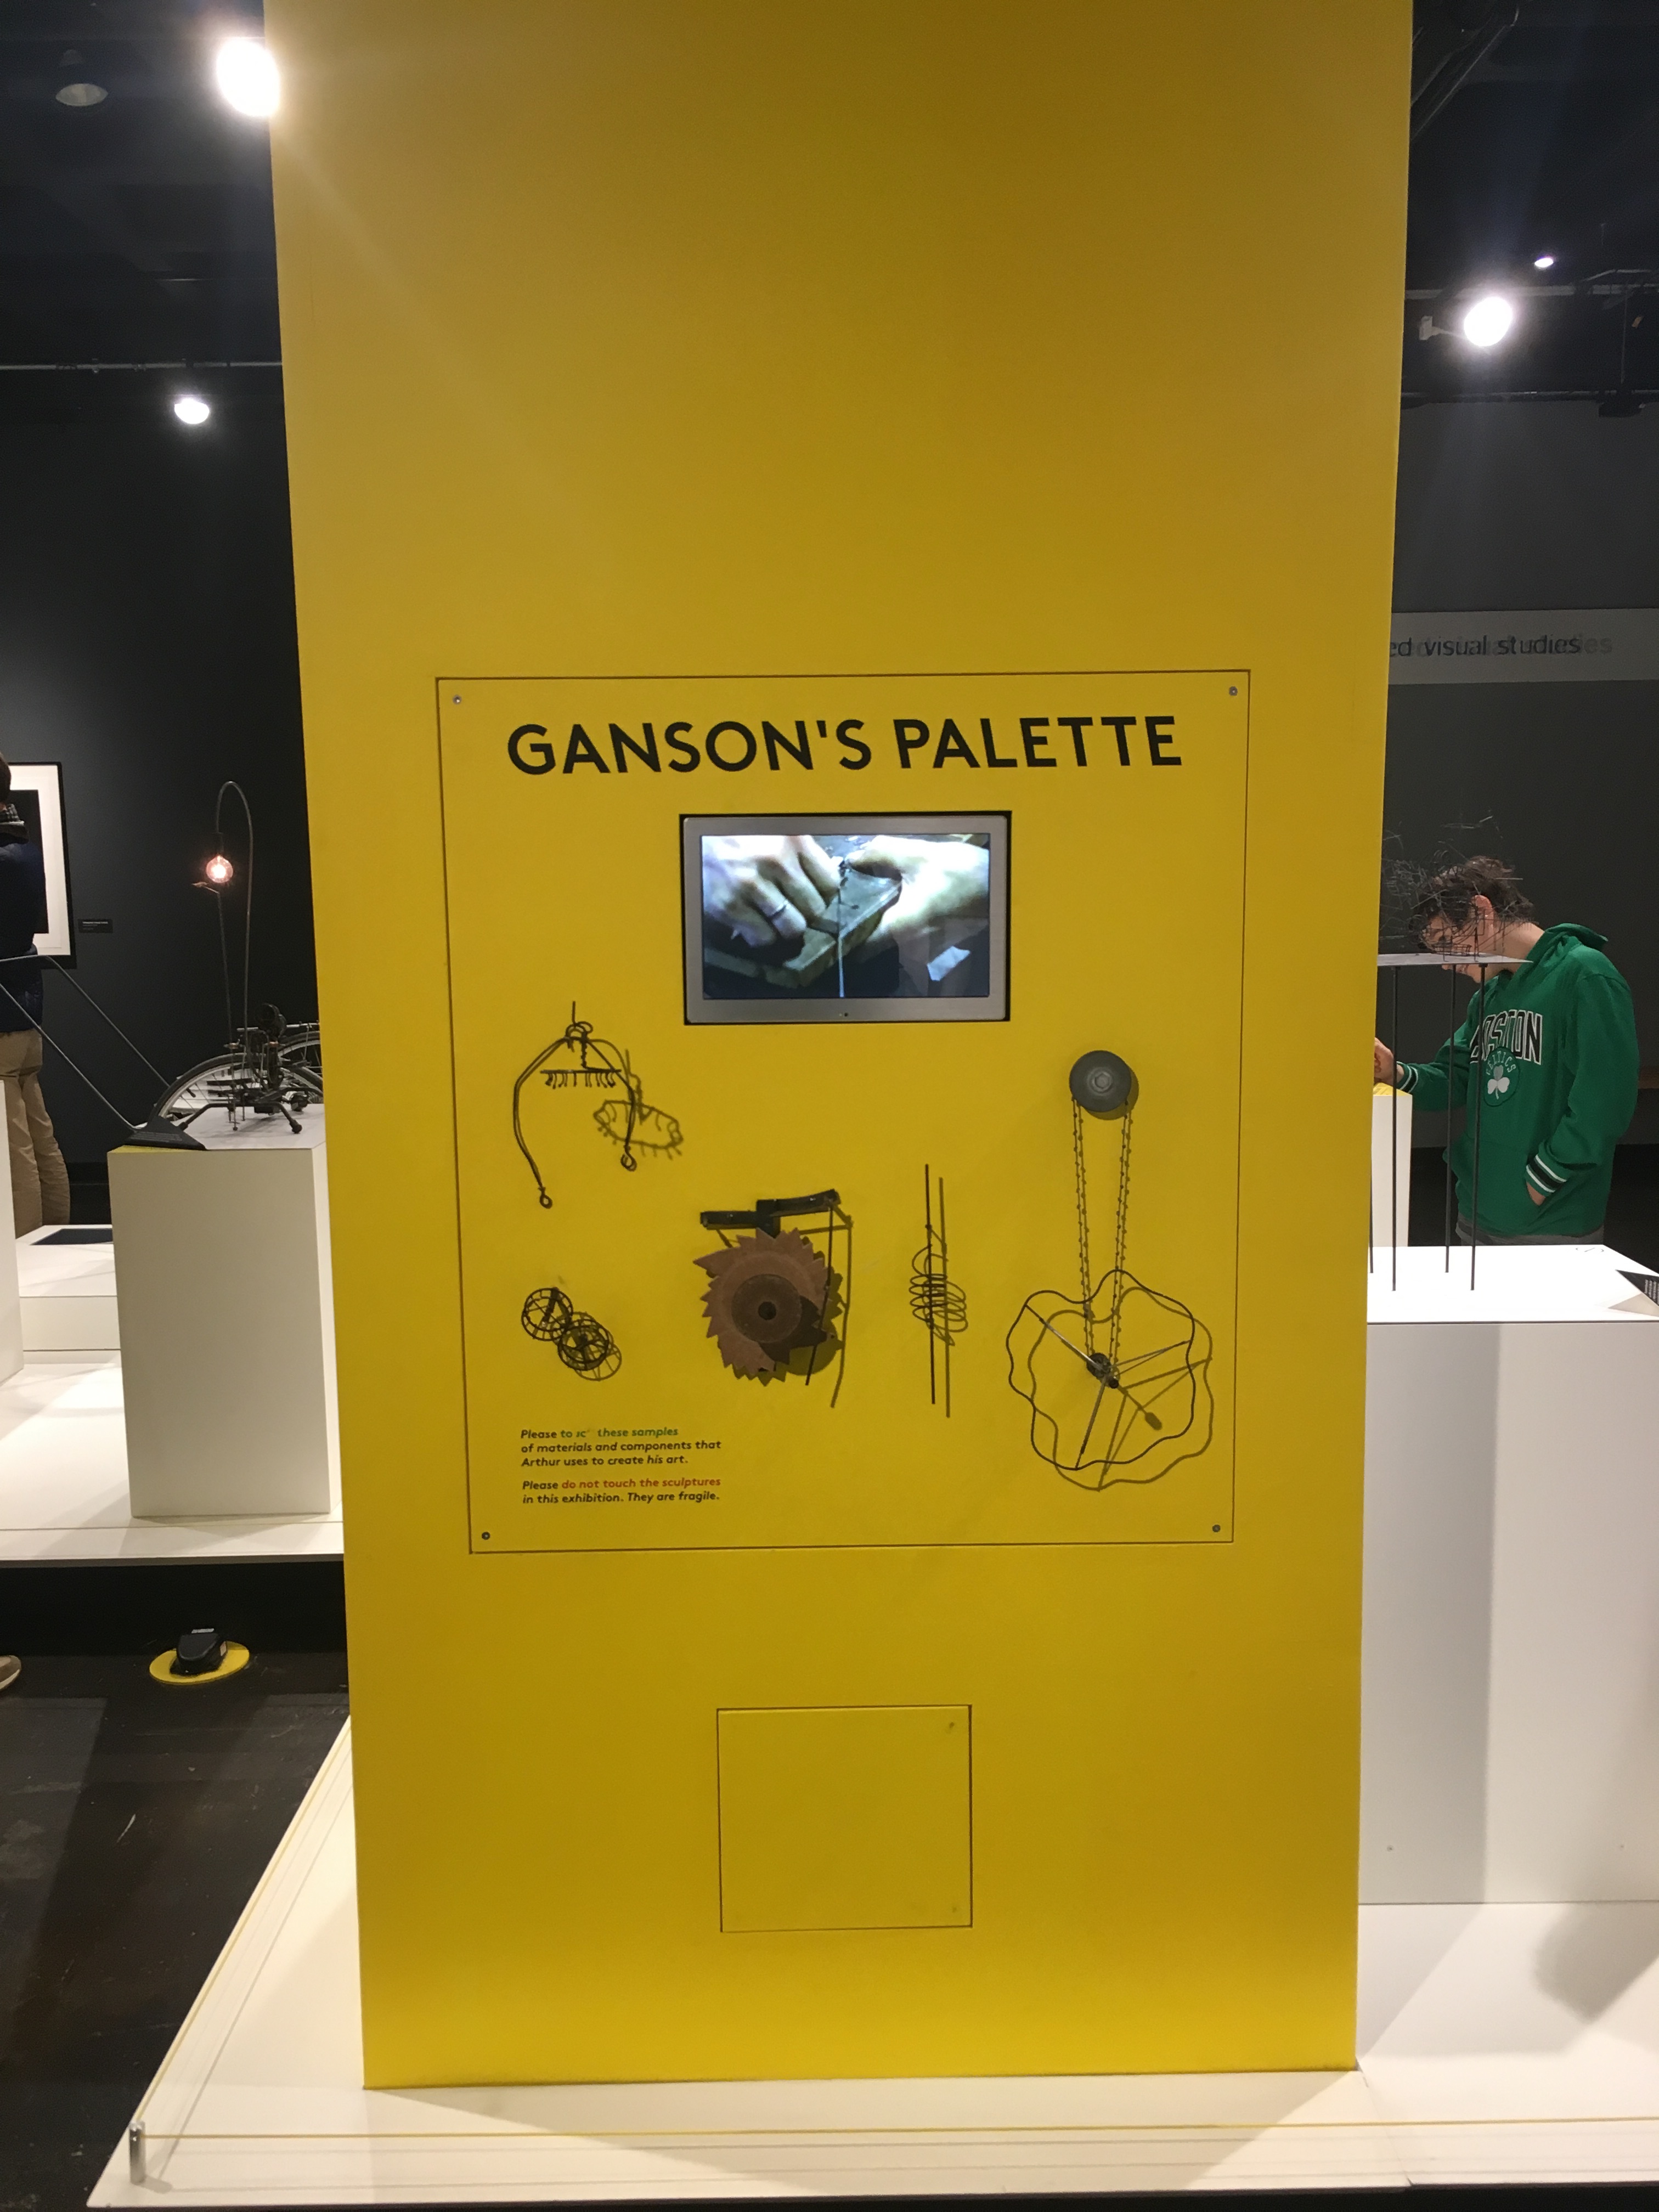 GANSON'S PALETTE
ed visual studies
BOSTON
CELTICS
Please to these samples
of materials and components that
Arthur uses to create his art.
Please do not touch the sculptures
in this exhibition. They are fragile.